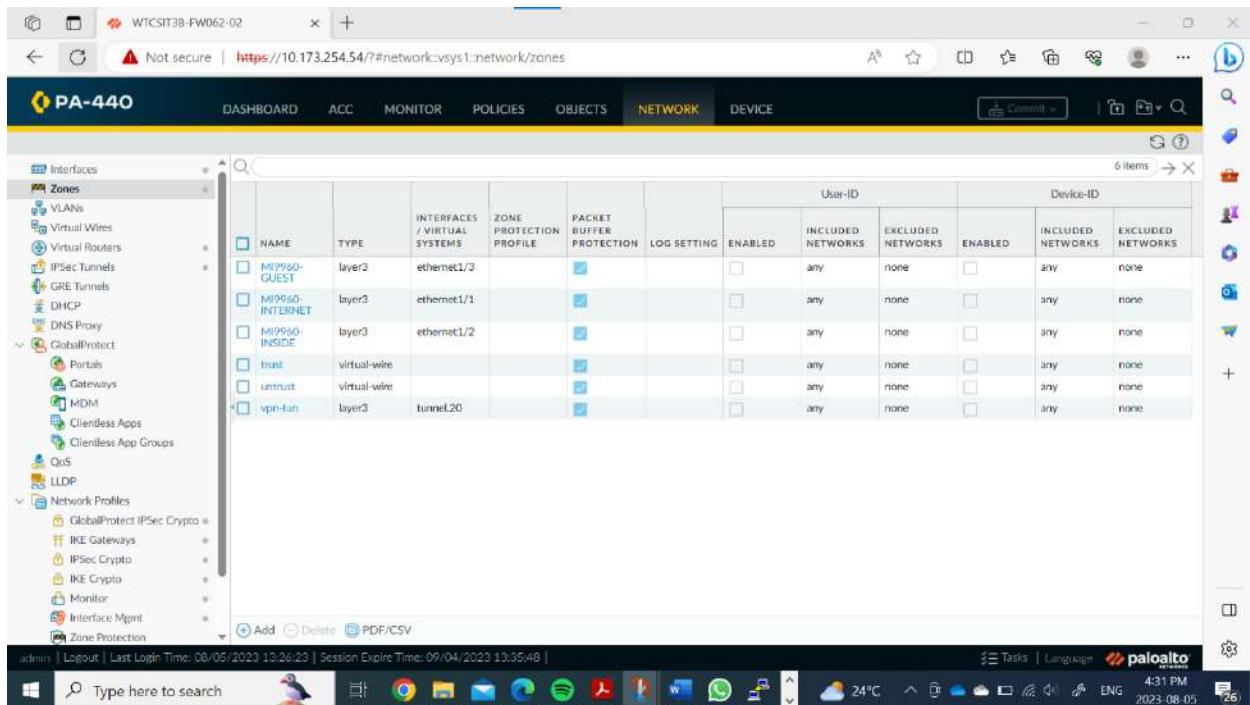 WTCSIT3B-FW062-02
Not secure | https://10.173.254.54/?#network::vsys1::network/zones
PA-440
DASHBOARD ACC MONITOR POLICIES OBJECTS NETWORK DEVICE
Commit
6 items
Interfaces
Zones
VLANs
Virtual Wires
Virtual Routers
IPSec Tunnels
GRE Tunnels
DHCP
DNS Proxy
GlobalProtect
Portals
Gateways
MDM
Clientless Apps
Clientless App Groups
QoS
LLDP
Network Profiles
GlobalProtect IPSec Crypto
IKE Gateways
IPSec Crypto
IKE Crypto
Monitor
Interface Mgmt
Zone Protection
User-ID Device-ID
NAME TYPE INTERFACES / VIRTUAL SYSTEMS ZONE PROTECTION PROFILE PACKET BUFFER PROTECTION LOG SETTING ENABLED INCLUDED NETWORKS EXCLUDED NETWORKS ENABLED INCLUDED NETWORKS EXCLUDED NETWORKS
MI9960-GUEST layer3 ethernet1/3 any none any none
MI9960-INTERNET layer3 ethernet1/1 any none any none
MI9960-INSIDE layer3 ethernet1/2 any none any none
trust virtual-wire any none any none
untrust virtual-wire any none any none
vpn-tun layer3 tunnel.20 any none any none
Add Delete PDF/CSV
admin | Logout | Last Login Time: 08/05/2023 13:26:23 | Session Expire Time: 09/04/2023 13:35:48 |
Tasks | Language paloalto NETWORKS
Type here to search
24°C ENG
4:31 PM
2023-08-05
26